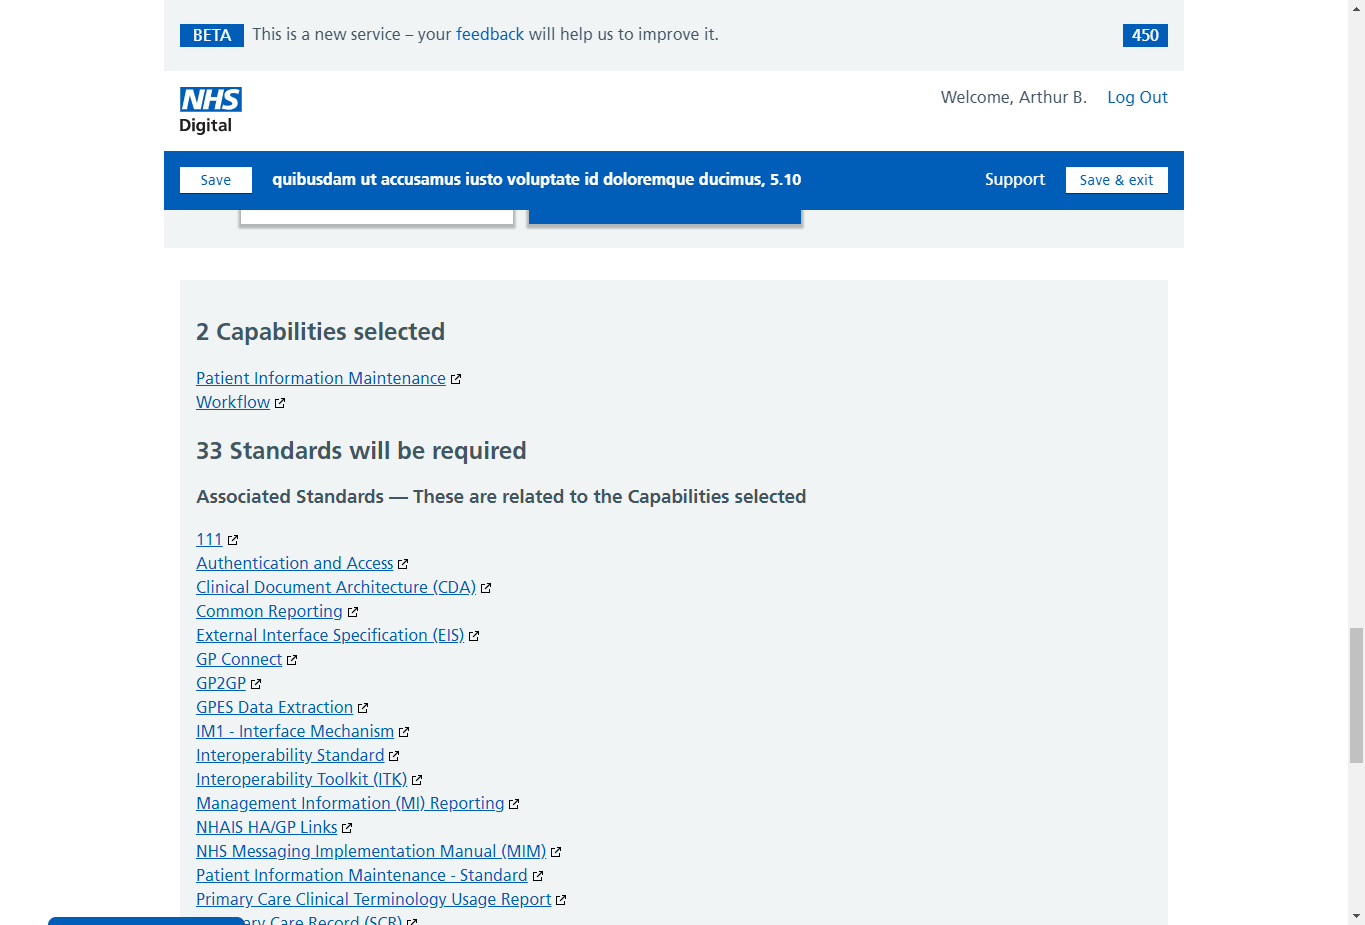 BETA This is a new service – your feedback will help us to improve it. 450
NHS
Digital
Welcome, Arthur B. Log Out
Save quibusdam ut accusamus iusto voluptate id doloremque ducimus, 5.10 Support Save & exit
2 Capabilities selected
Patient Information Maintenance
Workflow
33 Standards will be required
Associated Standards — These are related to the Capabilities selected
111
Authentication and Access
Clinical Document Architecture (CDA)
Common Reporting
External Interface Specification (EIS)
GP Connect
GP2GP
GPES Data Extraction
IM1 - Interface Mechanism
Interoperability Standard
Interoperability Toolkit (ITK)
Management Information (MI) Reporting
NHAIS HA/GP Links
NHS Messaging Implementation Manual (MIM)
Patient Information Maintenance - Standard
Primary Care Clinical Terminology Usage Report
Care Record (SCR)